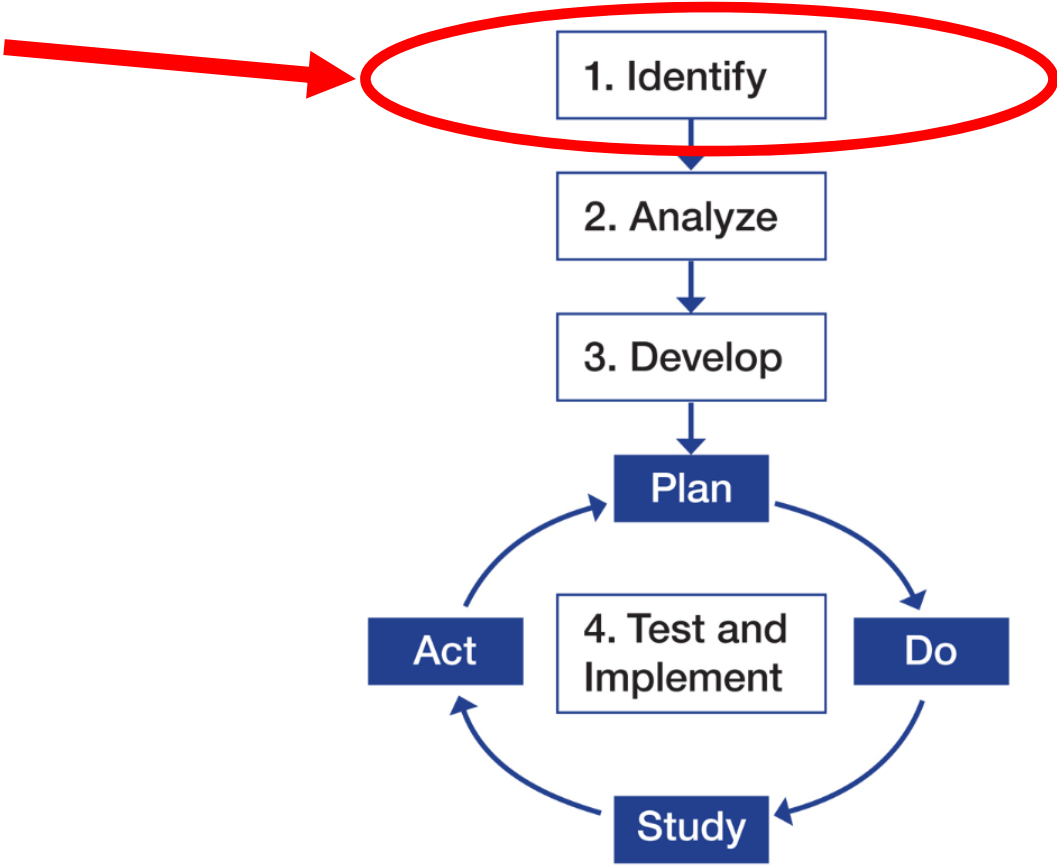 1. Identify
2. Analyze
3. Develop
Plan
Act
4. Test and
Implement
Do
Study